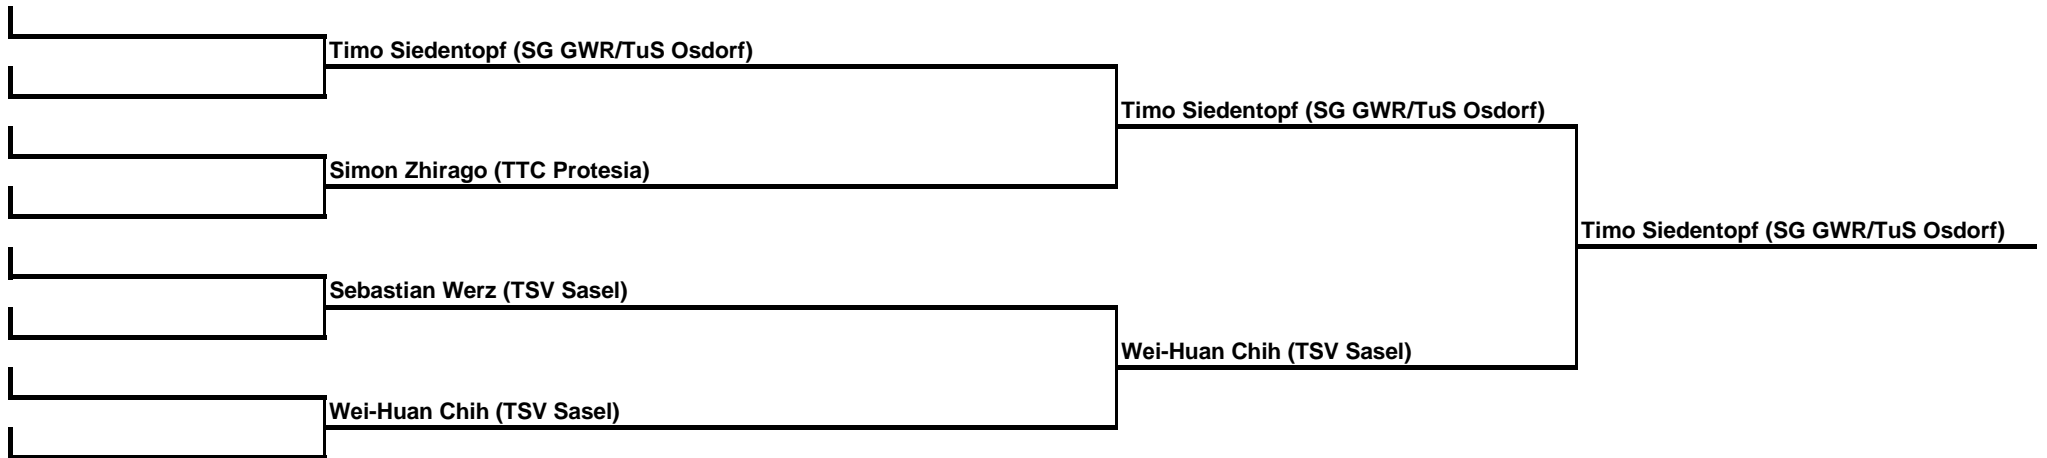 Timo Siedentopf (SG GWR/TuS Osdorf)
Timo Siedentopf (SG GWR/TuS Osdorf)
Simon Zhirago (TTC Protesia)
Timo Siedentopf (SG GWR/TuS Osdorf)
Sebastian Werz (TSV Sasel)
Wei-Huan Chih (TSV Sasel)
Wei-Huan Chih (TSV Sasel)